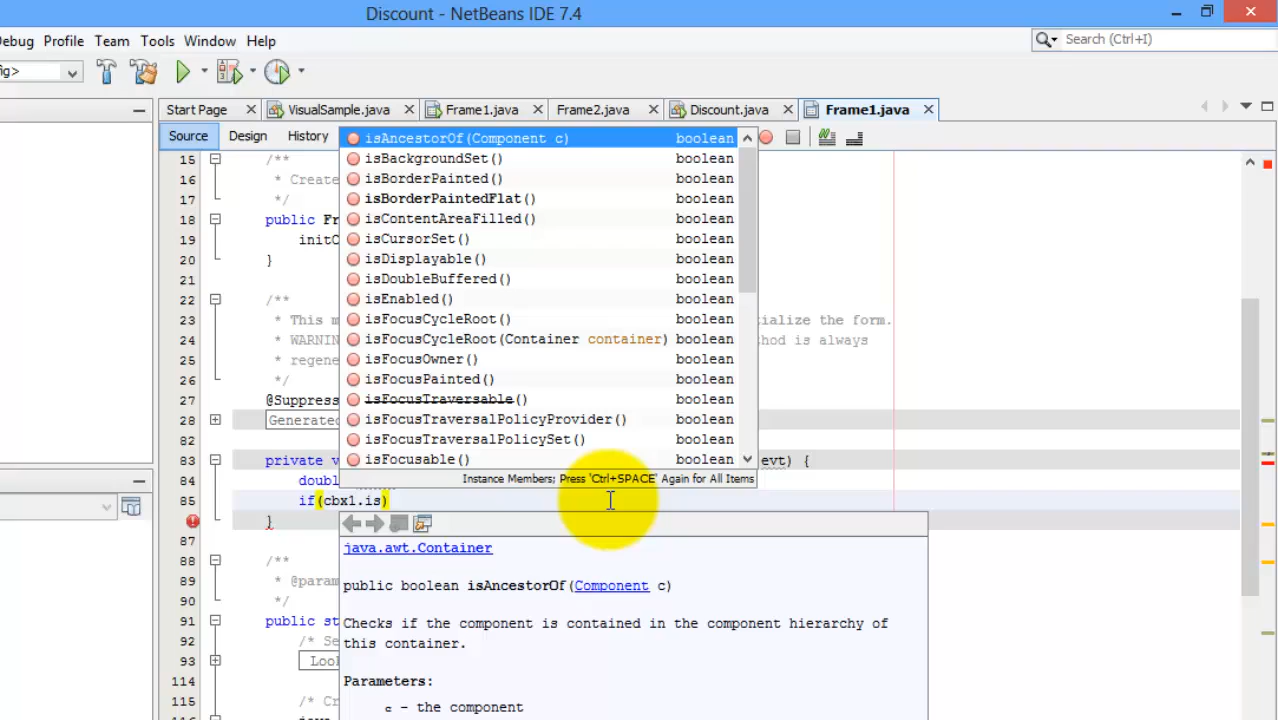 Discount - NetBeans IDE 7.4
Debug Profile Team Tools Window Help
Search (Ctrl+I)
Start Page VisualSample.java Frame1.java Frame2.java Discount.java Frame1.java
Source Design History
isAncestorOf(Component c) boolean
15 /** isBackgroundSet() boolean
16 * Create isBorderPainted() boolean
17 */ isBorderPaintedFlat() boolean
18 public Fr isContentAreaFilled() boolean
19 initC isCursorSet() boolean
20 } isDisplayable() boolean
21 isDoubleBuffered() boolean
22 /** isEnabled() boolean
23 * This m isFocusCycleRoot() boolean ialize the form.
24 * WARNIN isFocusCycleRoot(Container container) boolean hod is always
25 * regene isFocusOwner() boolean
26 */ isFocusPainted() boolean
27 @Suppress isFocusTraversable() boolean
28 Generated isFocusTraversalPolicyProvider() boolean
82 isFocusTraversalPolicySet() boolean
83 private v isFocusable() boolean evt) {
84 doubl Instance Members; Press 'Ctrl+SPACE' Again for All Items
85 if(cbx1.is)
}
87 java.awt.Container
88 /**
89 * @param public boolean isAncestorOf(Component c)
90 */
91 public st Checks if the component is contained in the component hierarchy of
92 /* Se this container.
93 Loo
114 Parameters:
115 /* Cr c - the component